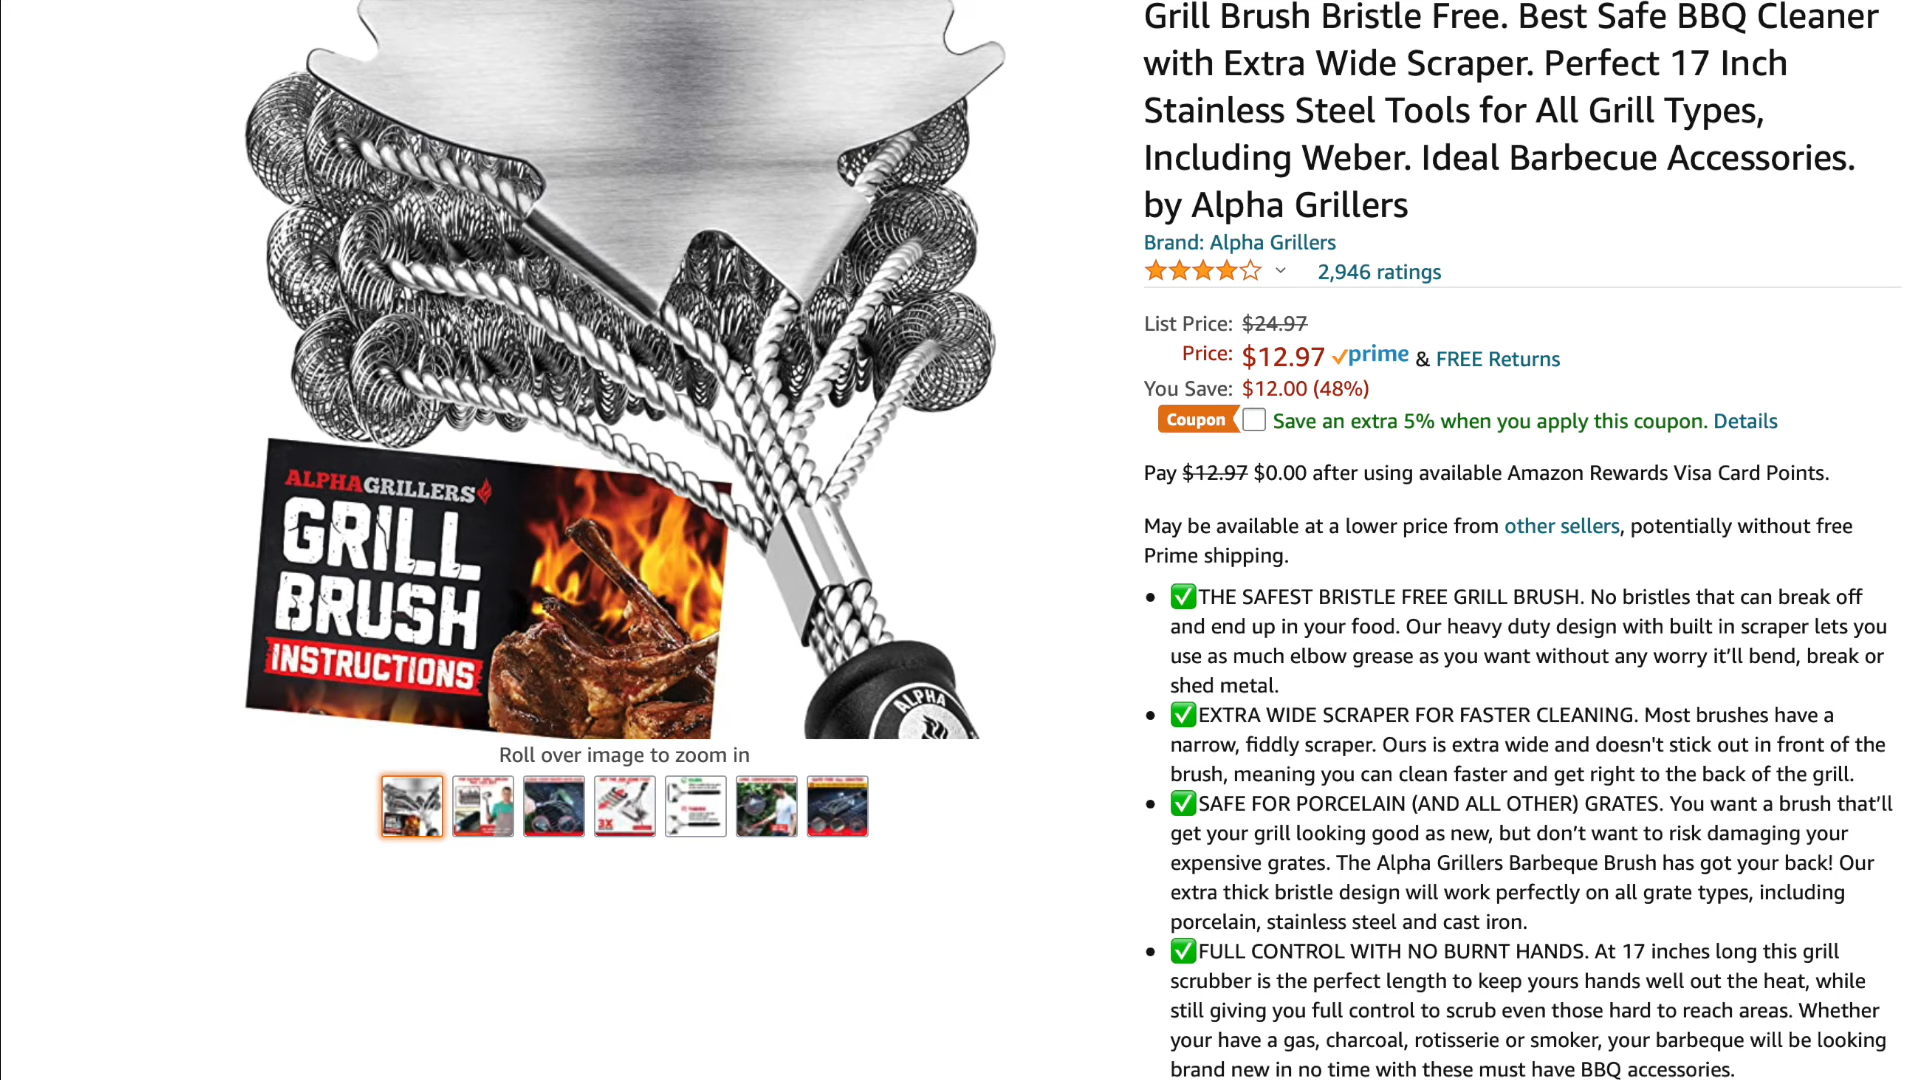 Grill Brush Bristle Free. Best Safe BBQ Cleaner
with Extra Wide Scraper. Perfect 17 Inch
Stainless Steel Tools for All Grill Types,
Including Weber. Ideal Barbecue Accessories.
by Alpha Grillers
Brand: Alpha Grillers
2,946 ratings
List Price: $24.97
Price: $12.97 prime & FREE Returns
You Save: $12.00 (48%)
Coupon Save an extra 5% when you apply this coupon. Details
Pay $12.97 $0.00 after using available Amazon Rewards Visa Card Points.
May be available at a lower price from other sellers, potentially without free
Prime shipping.
• ✅THE SAFEST BRISTLE FREE GRILL BRUSH. No bristles that can break off
and end up in your food. Our heavy duty design with built in scraper lets you
use as much elbow grease as you want without any worry it’ll bend, break or
shed metal.
• ✅EXTRA WIDE SCRAPER FOR FASTER CLEANING. Most brushes have a
narrow, fiddly scraper. Ours is extra wide and doesn't stick out in front of the
brush, meaning you can clean faster and get right to the back of the grill.
• ✅SAFE FOR PORCELAIN (AND ALL OTHER) GRATES. You want a brush that’ll
get your grill looking good as new, but don’t want to risk damaging your
expensive grates. The Alpha Grillers Barbeque Brush has got your back! Our
extra thick bristle design will work perfectly on all grate types, including
porcelain, stainless steel and cast iron.
• ✅FULL CONTROL WITH NO BURNT HANDS. At 17 inches long this grill
scrubber is the perfect length to keep yours hands well out the heat, while
still giving you full control to scrub even those hard to reach areas. Whether
your have a gas, charcoal, rotisserie or smoker, your barbeque will be looking
brand new in no time with these must have BBQ accessories.
ALPHAGRILLERS
GRILL
BRUSH
INSTRUCTIONS
ALPHA
Roll over image to zoom in
3X